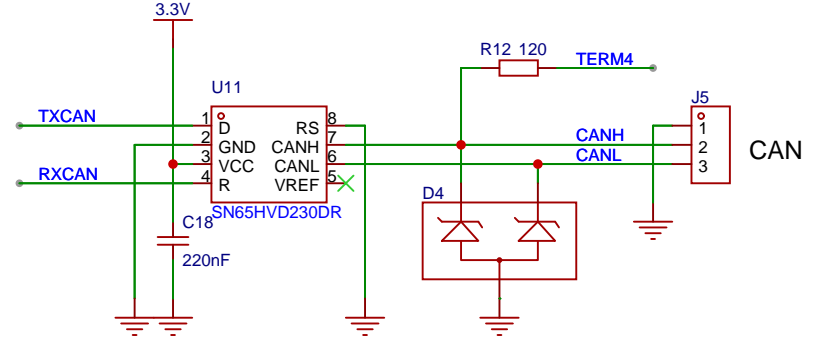 3.3V
R12 120
TERM4
U11
J5
TXCAN
1 D
RS 8
2 GND
CANH 7
CANH
1
2
CAN
3 VCC
CANL 6
CANL
3
RXCAN
4 R
VREF 5
SN65HVD230DR
D4
C18
220nF